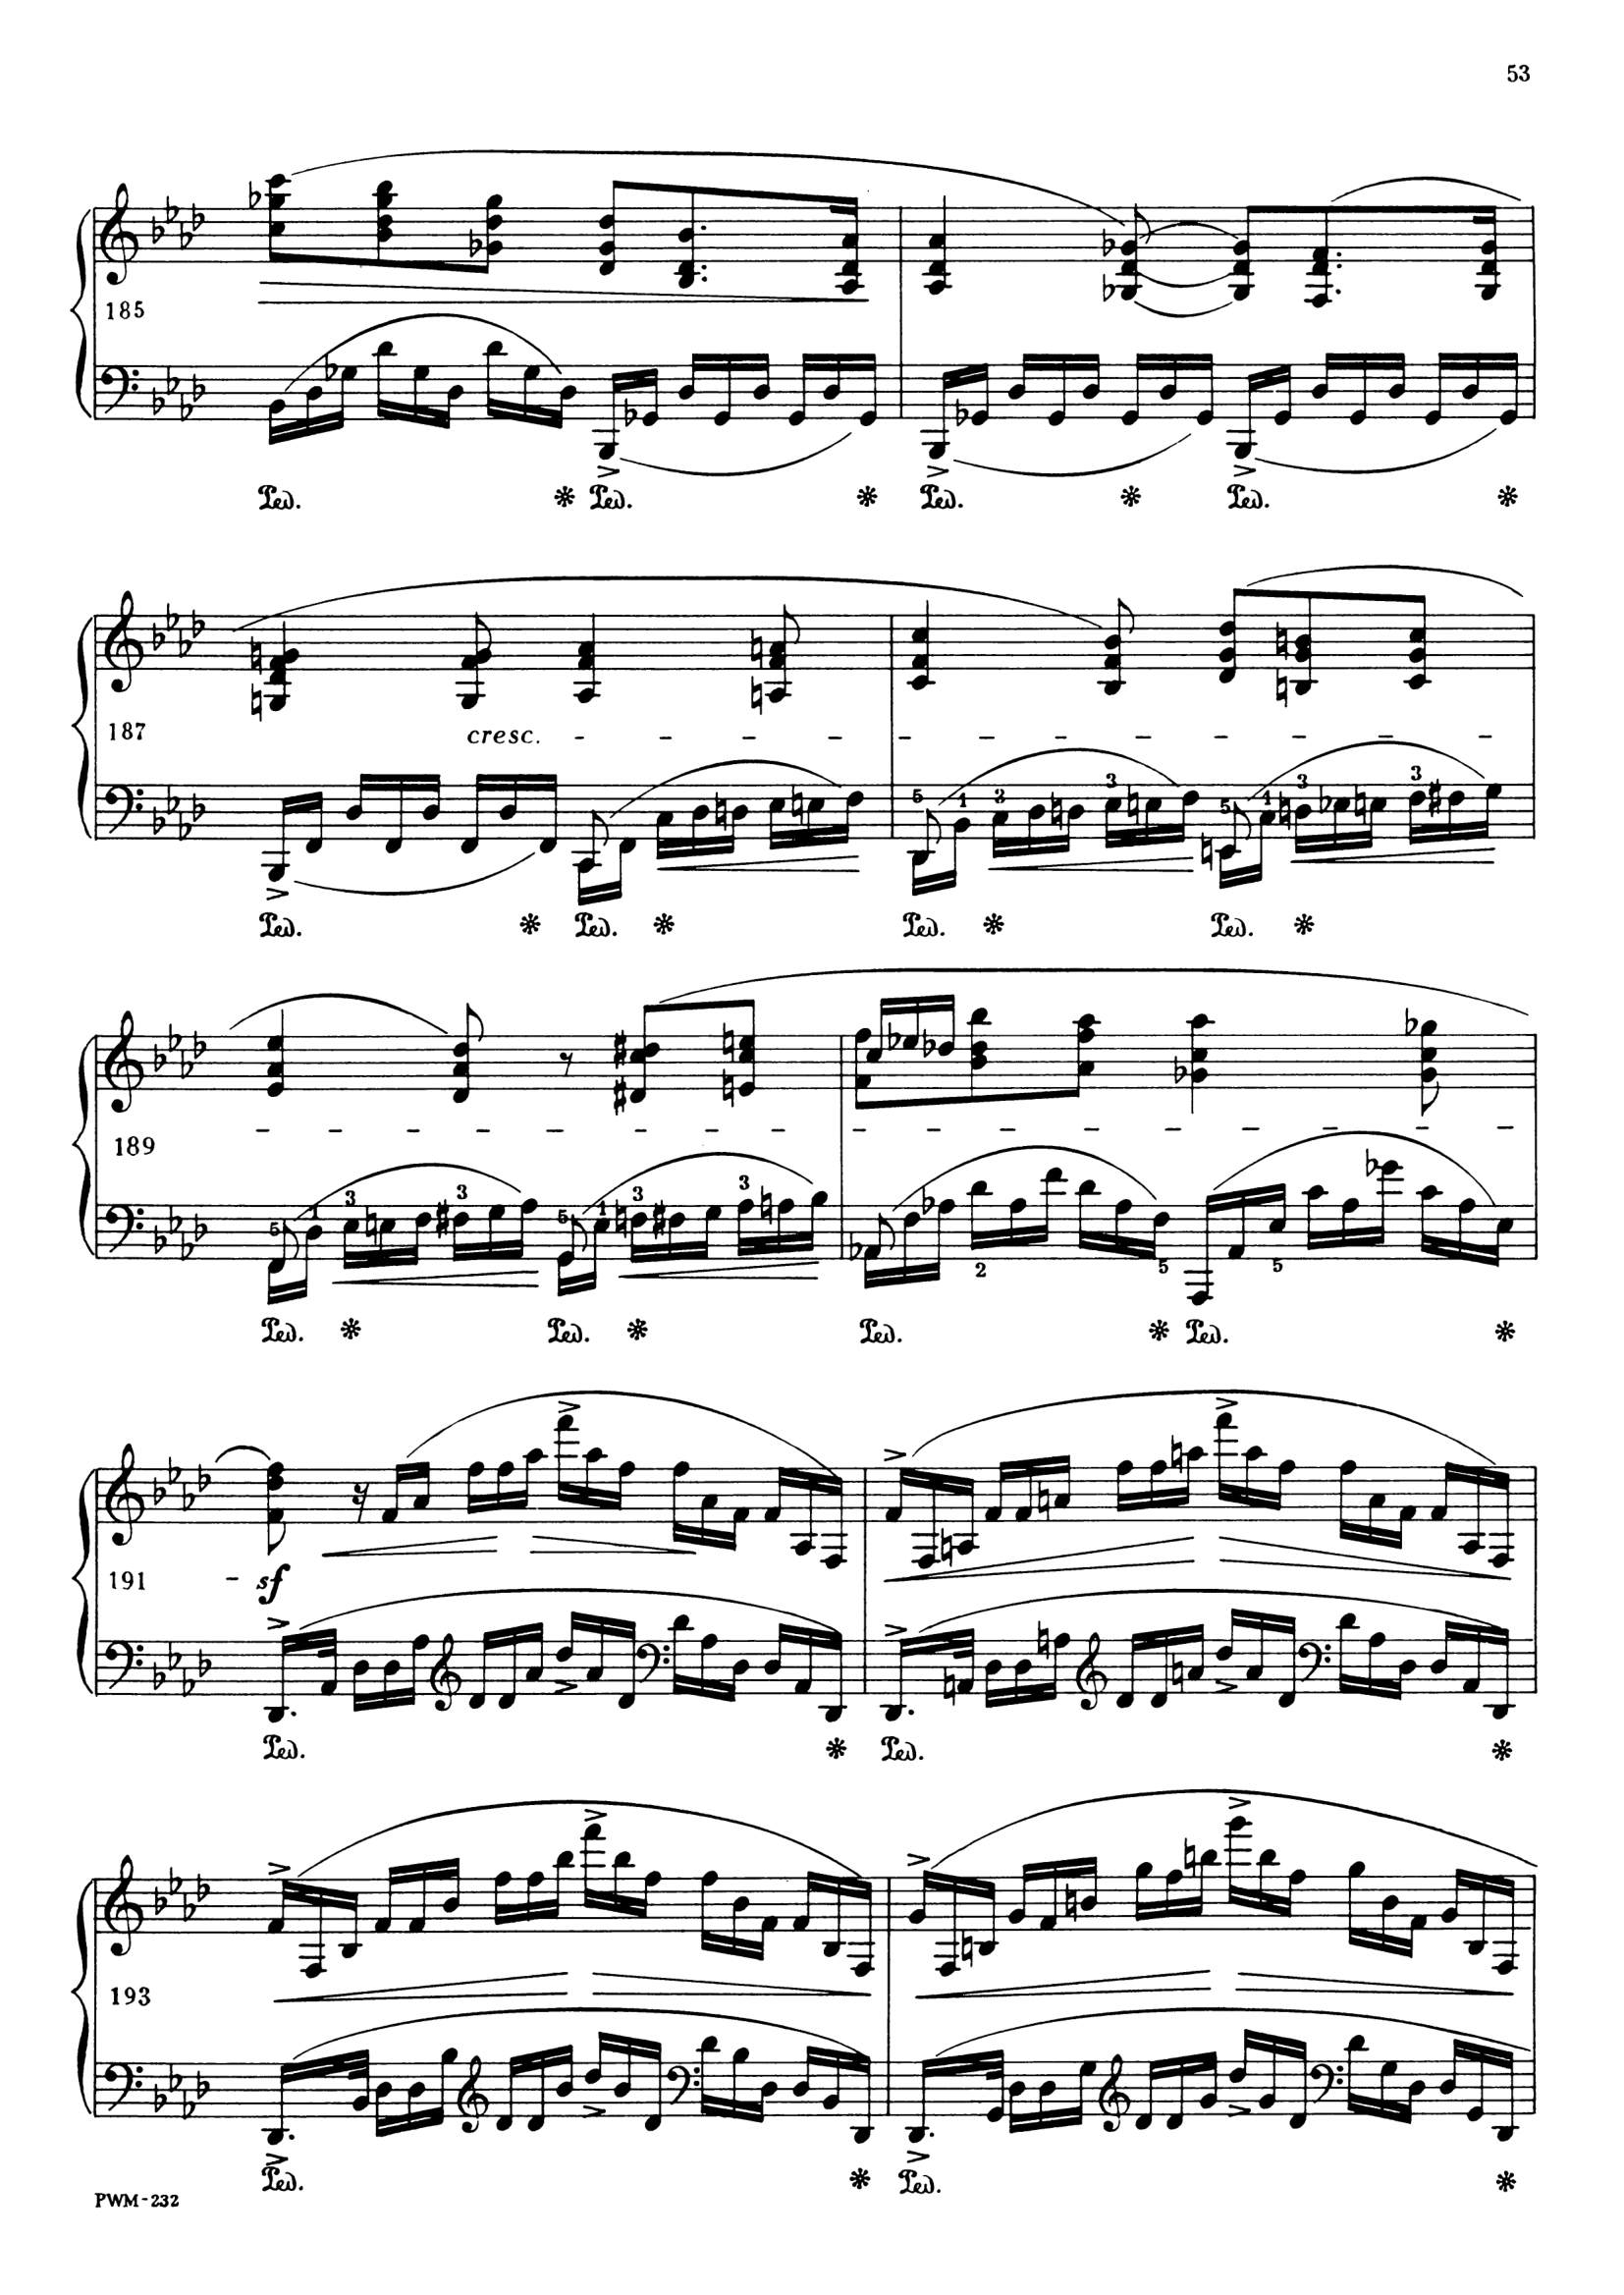 53
185
Ped. Ped. Ped. Ped.
187
cresc.
5 1 3 3 5 1 3 3
Ped. Ped. Ped. Ped.
189
5 1 3 3 5 1 3 3
2 5 5
Ped. Ped. Ped. Ped.
191
sf
Ped. Ped.
193
Ped. Ped.
PWM-232